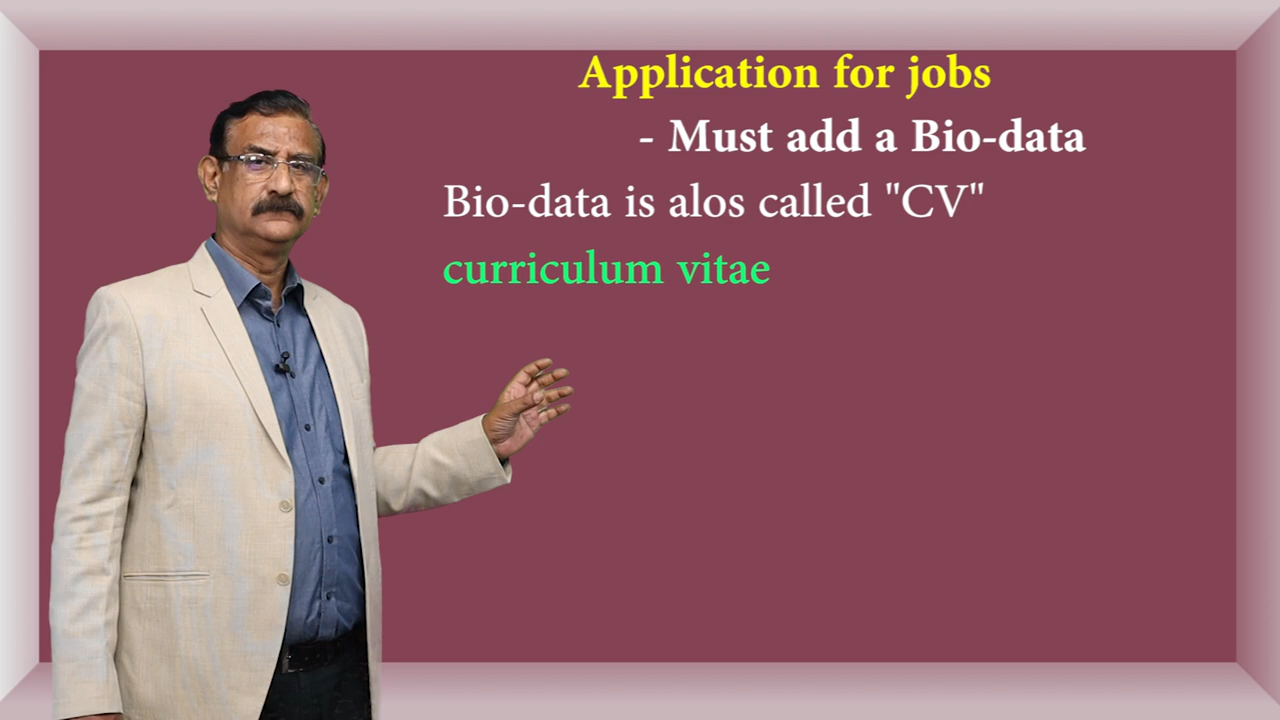 Application for jobs
- Must add a Bio-data
Bio-data is alos called "CV"
curriculum vitae